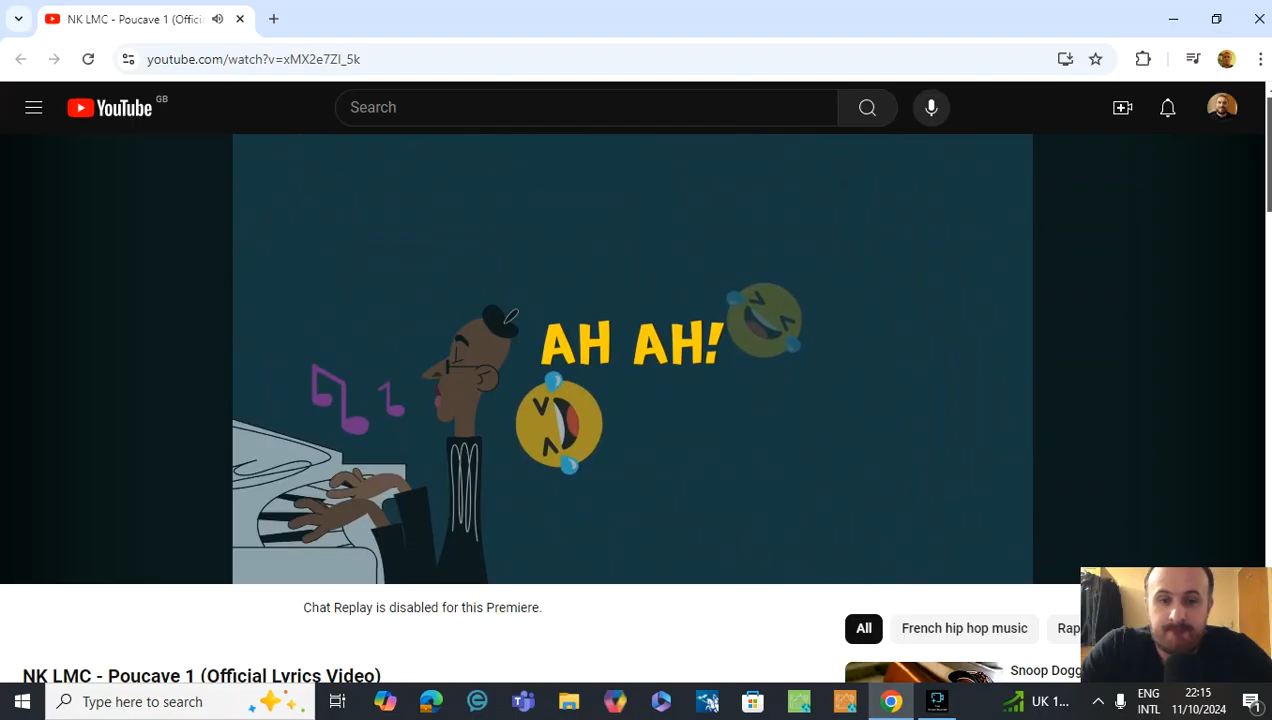 NK LMC - Poucave 1 (Offici
youtube.com/watch?v=xMX2e7ZI_5k
YouTube GB
Search
AH AH!
Chat Replay is disabled for this Premiere.
All
French hip hop music
Rap
NK LMC - Poucave 1 (Official Lyrics Video)
Snoop Dogg
Type here to search
UK 1...
ENG
INTL
22:15
11/10/2024
1